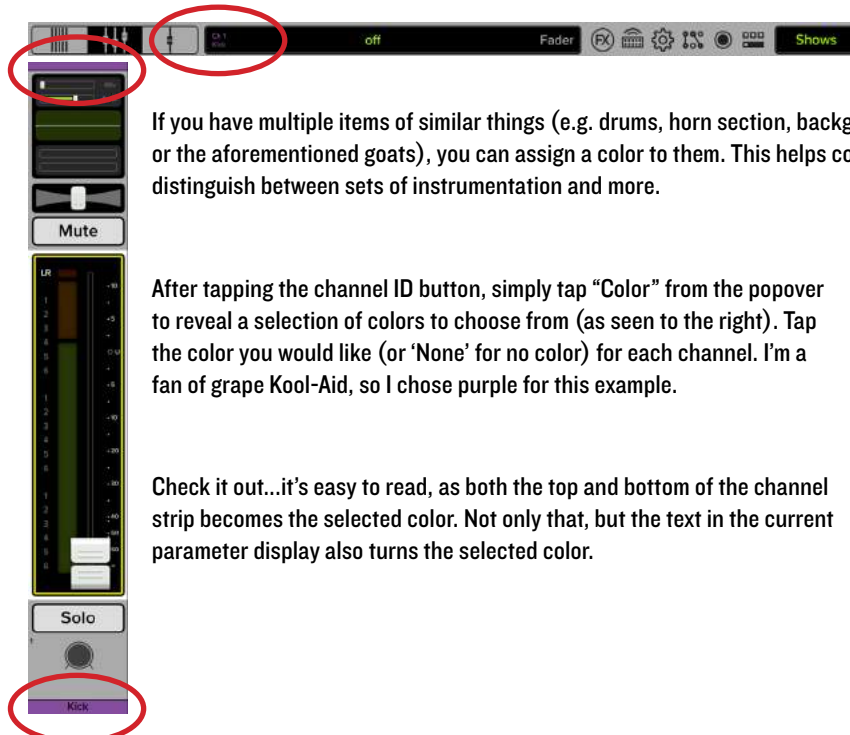 Ch 1
Kick
off
Fader
FX
Shows
If you have multiple items of similar things (e.g. drums, horn section, backg
or the aforementioned goats), you can assign a color to them. This helps co
distinguish between sets of instrumentation and more.
Mute
LR
After tapping the channel ID button, simply tap “Color” from the popover
to reveal a selection of colors to choose from (as seen to the right). Tap
the color you would like (or ‘None’ for no color) for each channel. I’m a
fan of grape Kool-Aid, so I chose purple for this example.
Check it out...it’s easy to read, as both the top and bottom of the channel
strip becomes the selected color. Not only that, but the text in the current
parameter display also turns the selected color.
Solo
Kick